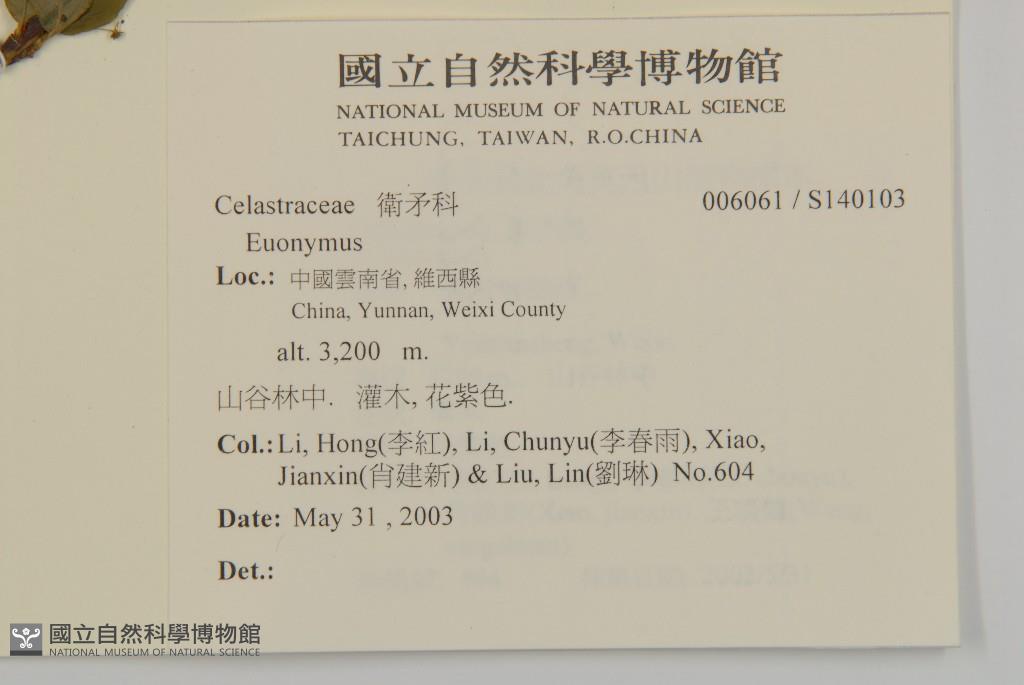 國立自然科學博物館
NATIONAL MUSEUM OF NATURAL SCIENCE
TAICHUNG, TAIWAN, R.O.CHINA
Celastraceae 衛矛科 006061 / S140103
Euonymus
Loc.: 中國雲南省, 維西縣
China, Yunnan, Weixi County
alt. 3,200 m.
山谷林中. 灌木, 花紫色.
Col.: Li, Hong(李紅), Li, Chunyu(李春雨), Xiao,
Jianxin(肖建新) & Liu, Lin(劉琳) No.604
Date: May 31 , 2003
Det.:
國立自然科學博物館
NATIONAL MUSEUM OF NATURAL SCIENCE